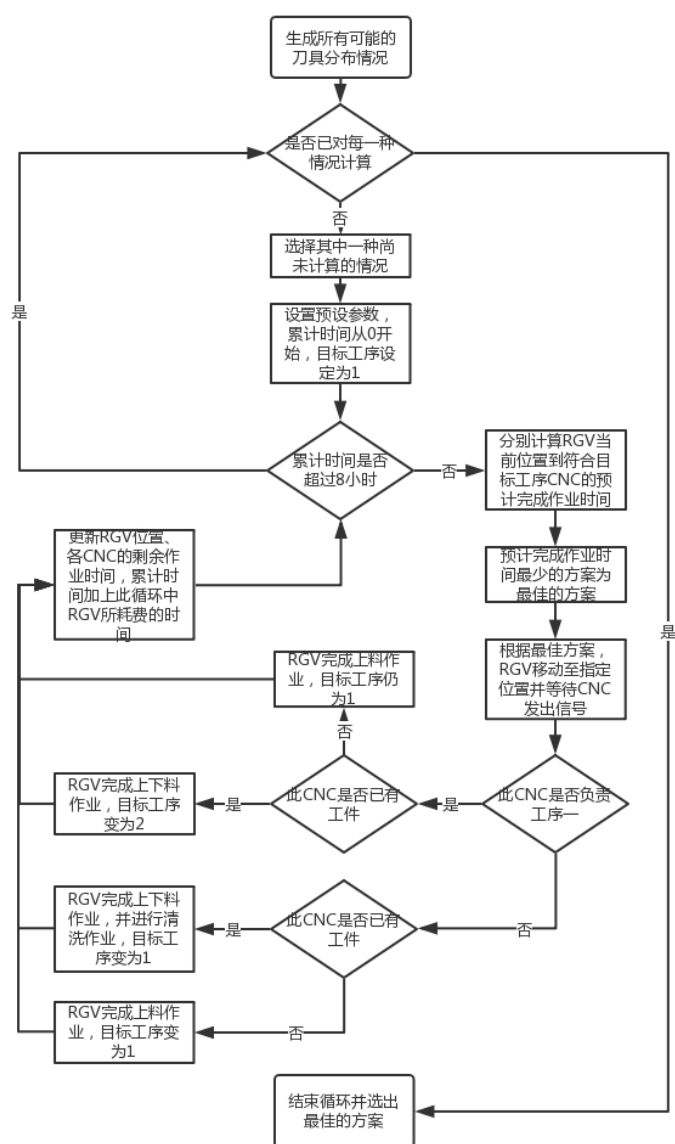 生成所有可能的
刀具分布情况
是否已对每一种
情况计算
否
选择其中一种尚
未计算的情况
是
设置预设参数，
累计时间从0开
始，目标工序设
定为1
累计时间是否
超过8小时
否
分别计算RGV当
前位置到符合目
标工序CNC的预
计完成作业时间
更新RGV位置、
各CNC的剩余作
业时间，累计时
间加上此循环中
RGV所耗费的时
间
预计完成作业时
间最少的方案为
最佳的方案
是
RGV完成上料作
业，目标工序仍
为1
根据最佳方案，
RGV移动至指定
位置并等待CNC
发出信号
否
RGV完成上下料
作业，目标工序
变为2
是
此CNC是否已有
工件
是
此CNC是否负责
工序一
RGV完成上下料
作业，并进行清
洗作业，目标工
序变为1
是
此CNC是否已有
工件
否
RGV完成上料作
业，目标工序变
为1
否
结束循环并选出
最佳的方案